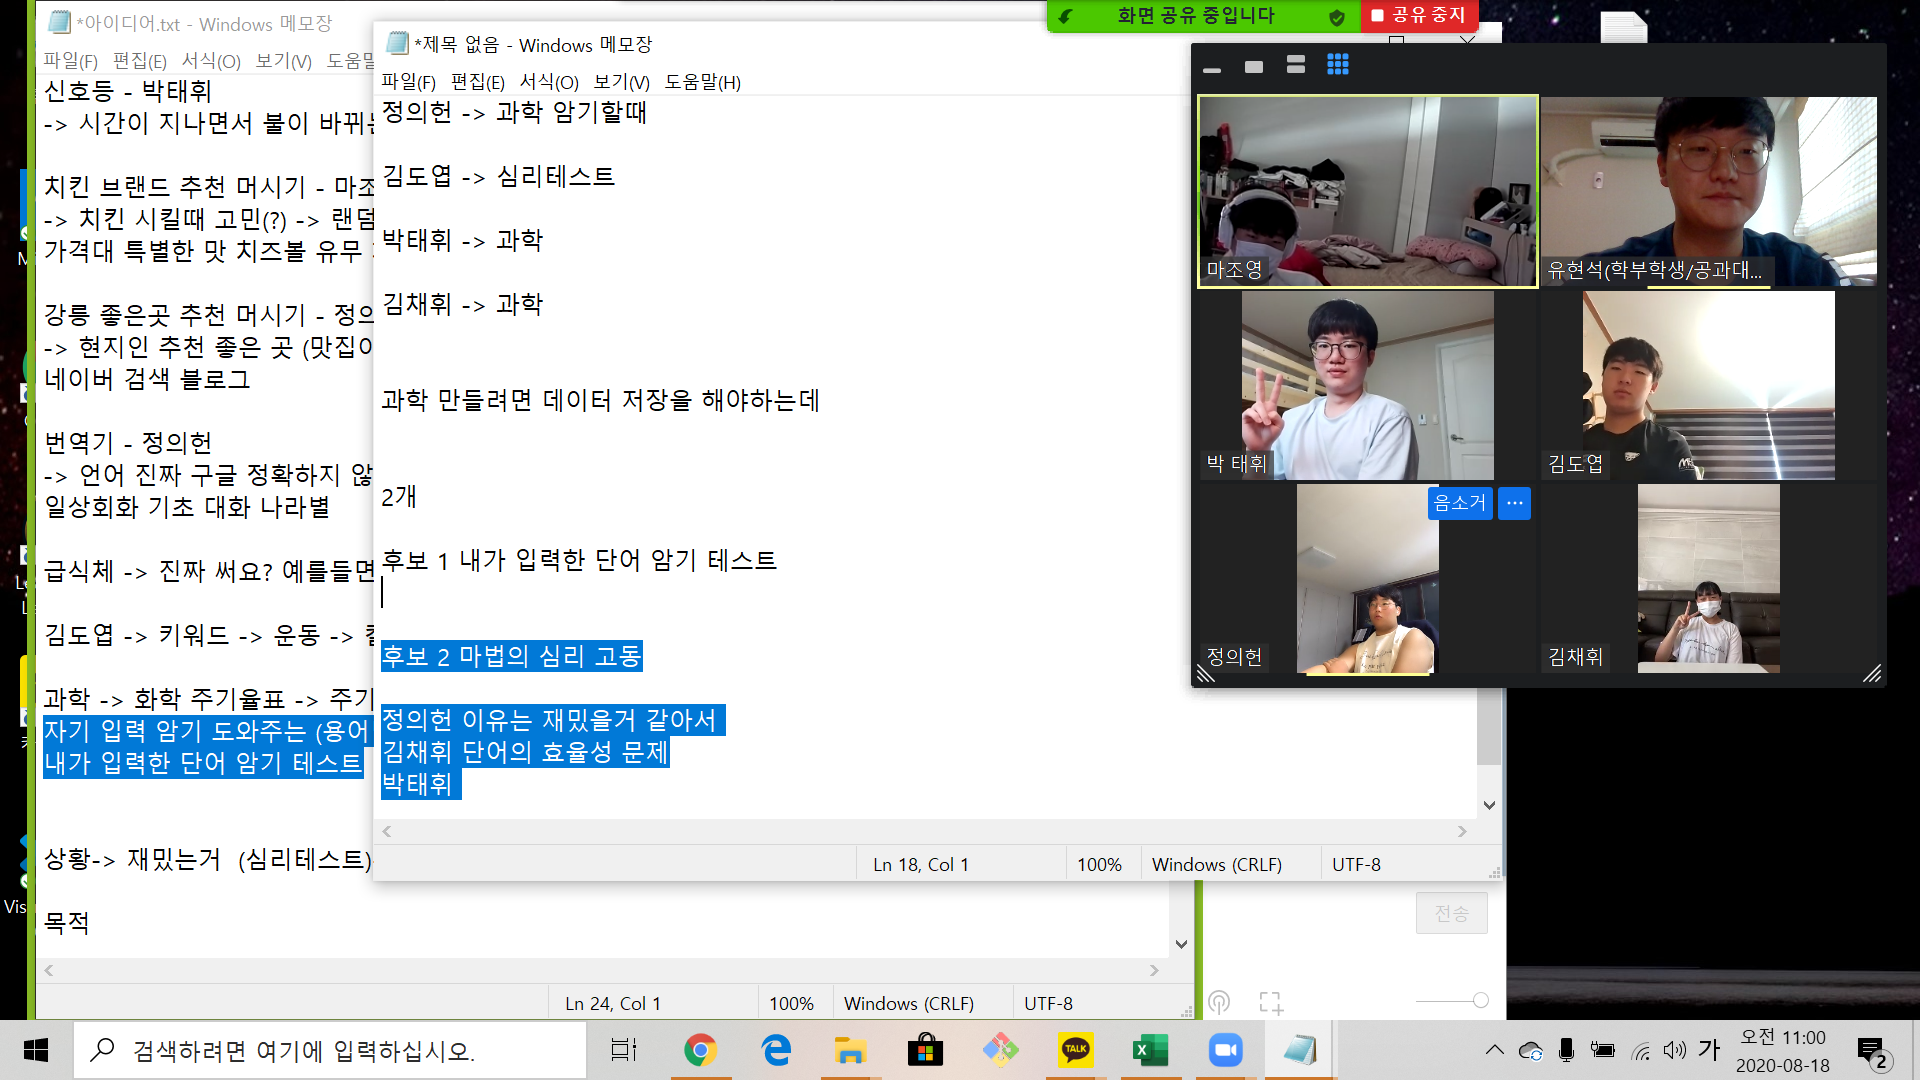 *아이디어.txt - Windows 메모장
파일(F) 편집(E) 서식(O) 보기(V) 도움말
신호등 - 박태휘
-> 시간이 지나면서 불이 바뀌는
치킨 브랜드 추천 머시기 - 마조
-> 치킨 시킬때 고민(?) -> 랜덤
가격대 특별한 맛 치즈볼 유무
강릉 좋은곳 추천 머시기 - 정의
-> 현지인 추천 좋은 곳 (맛집이
네이버 검색 블로그
번역기 - 정의헌
-> 언어 진짜 구글 정확하지 않
일상회화 기초 대화 나라별
급식체 -> 진짜 써요? 예를들면
김도엽 -> 키워드 -> 운동 ->
과학 -> 화학 주기율표 -> 주기
자기 입력 암기 도와주는 (용어
내가 입력한 단어 암기 테스트
상황-> 재밌는거 (심리테스트)
목적
Ln 24, Col 1 100% Windows (CRLF) UTF-8
*제목 없음 - Windows 메모장
파일(F) 편집(E) 서식(O) 보기(V) 도움말(H)
정의헌 -> 과학 암기할때
김도엽 -> 심리테스트
박태휘 -> 과학
김채휘 -> 과학
과학 만들려면 데이터 저장을 해야하는데
2개
후보 1 내가 입력한 단어 암기 테스트
후보 2 마법의 심리 고동
정의헌 이유는 재밌을거 같아서
김채휘 단어의 효율성 문제
박태휘
Ln 18, Col 1 100% Windows (CRLF) UTF-8
화면 공유 중입니다
공유 중지
마조영
유현석(학부학생/공과대...
박 태휘
김도엽
음소거 ...
정의헌
김채휘
전송
Vis
검색하려면 여기에 입력하십시오.
TALK
가
오전 11:00
2020-08-18
2